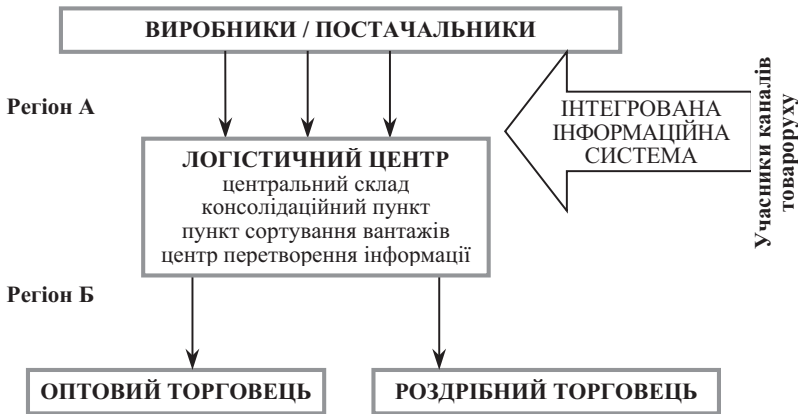 ВИРОБНИКИ / ПОСТАЧАЛЬНИКИ
Регіон А
ІНТЕГРОВАНА
ІНФОРМАЦІЙНА
СИСТЕМА
Учасники каналів
товароруху
ЛОГІСТИЧНИЙ ЦЕНТР
центральний склад
консолідаційний пункт
пункт сортування вантажів
центр перетворення інформації
Регіон Б
ОПТОВИЙ ТОРГОВЕЦЬ
РОЗДРІБНИЙ ТОРГОВЕЦЬ